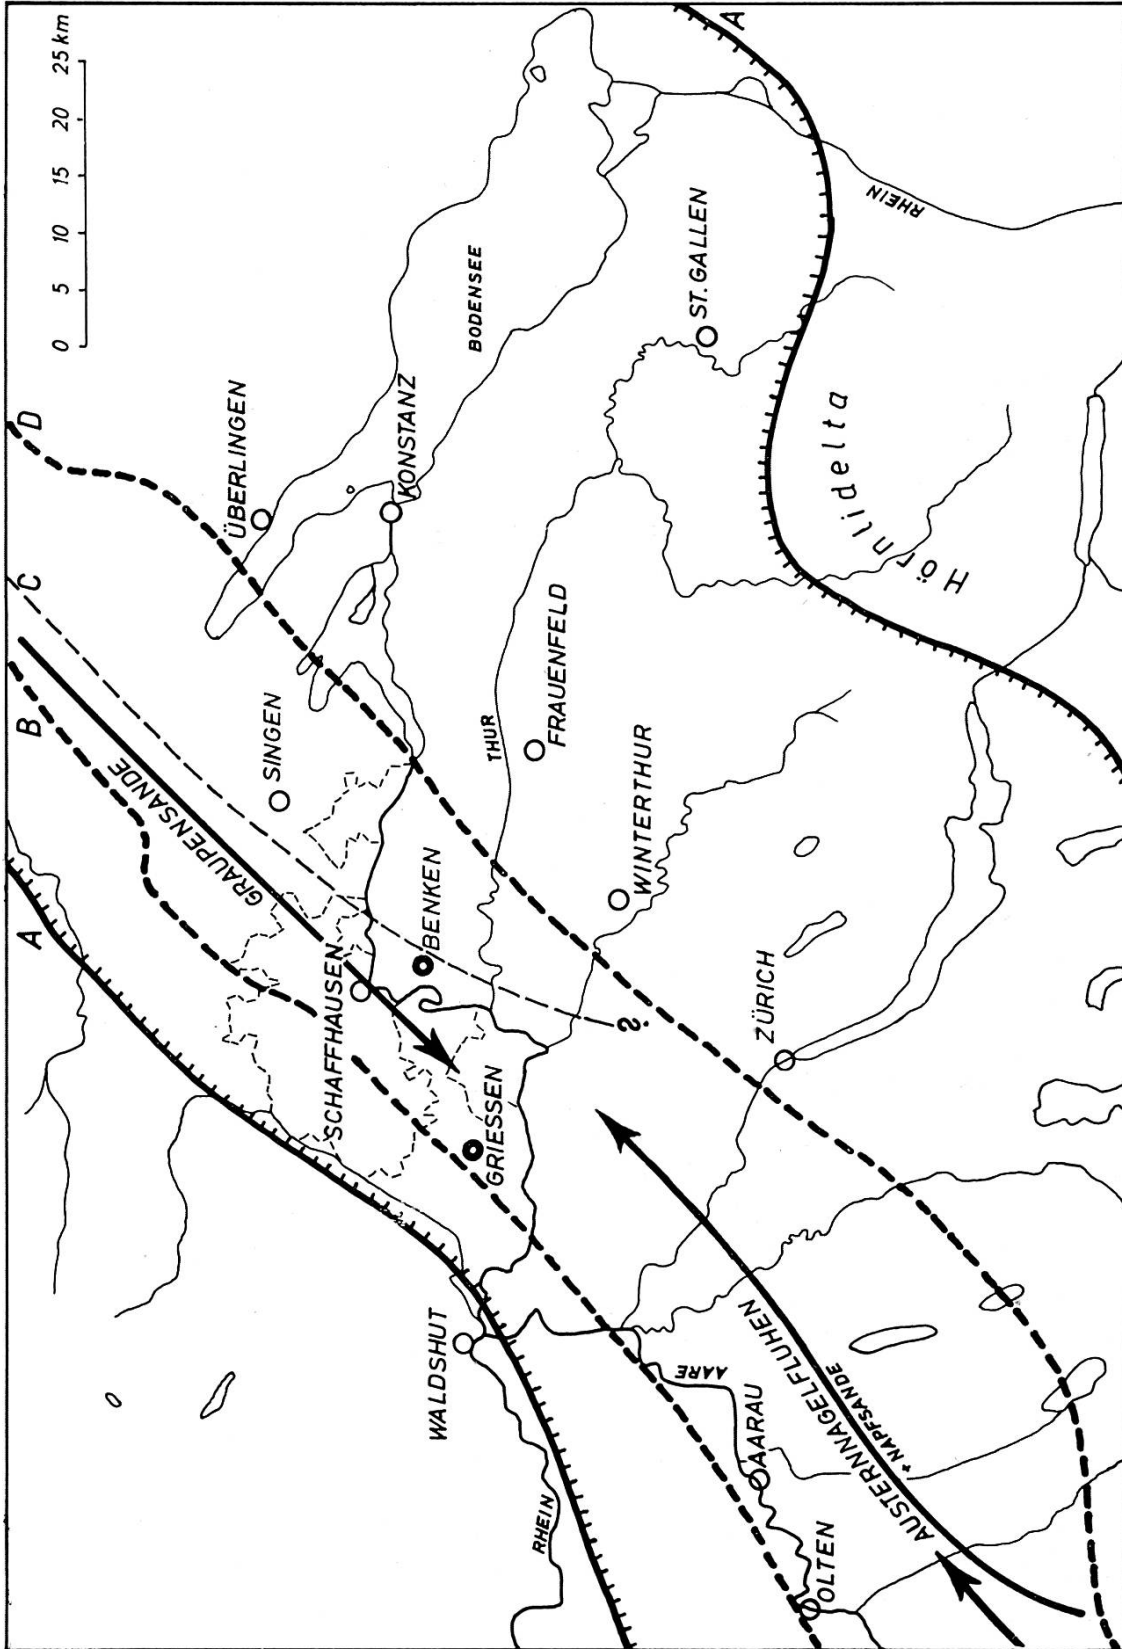 0 5 10 15 20 25 km
A
B
C
D
GRAUPENSANDE
ÜBERLINGEN
SINGEN
KONSTANZ
BODENSEE
SCHAFFHAUSEN
BENKEN
WALDSHUT
GRIESSEN
THUR
FRAUENFELD
RHEIN
?
WINTERTHUR
ST. GALLEN
A
RHEIN
AARE
AARAU
ZÜRICH
OLTEN
AUSTERNNAGELFLUHEN
+ NAPFSANDE
Hörnlidelta